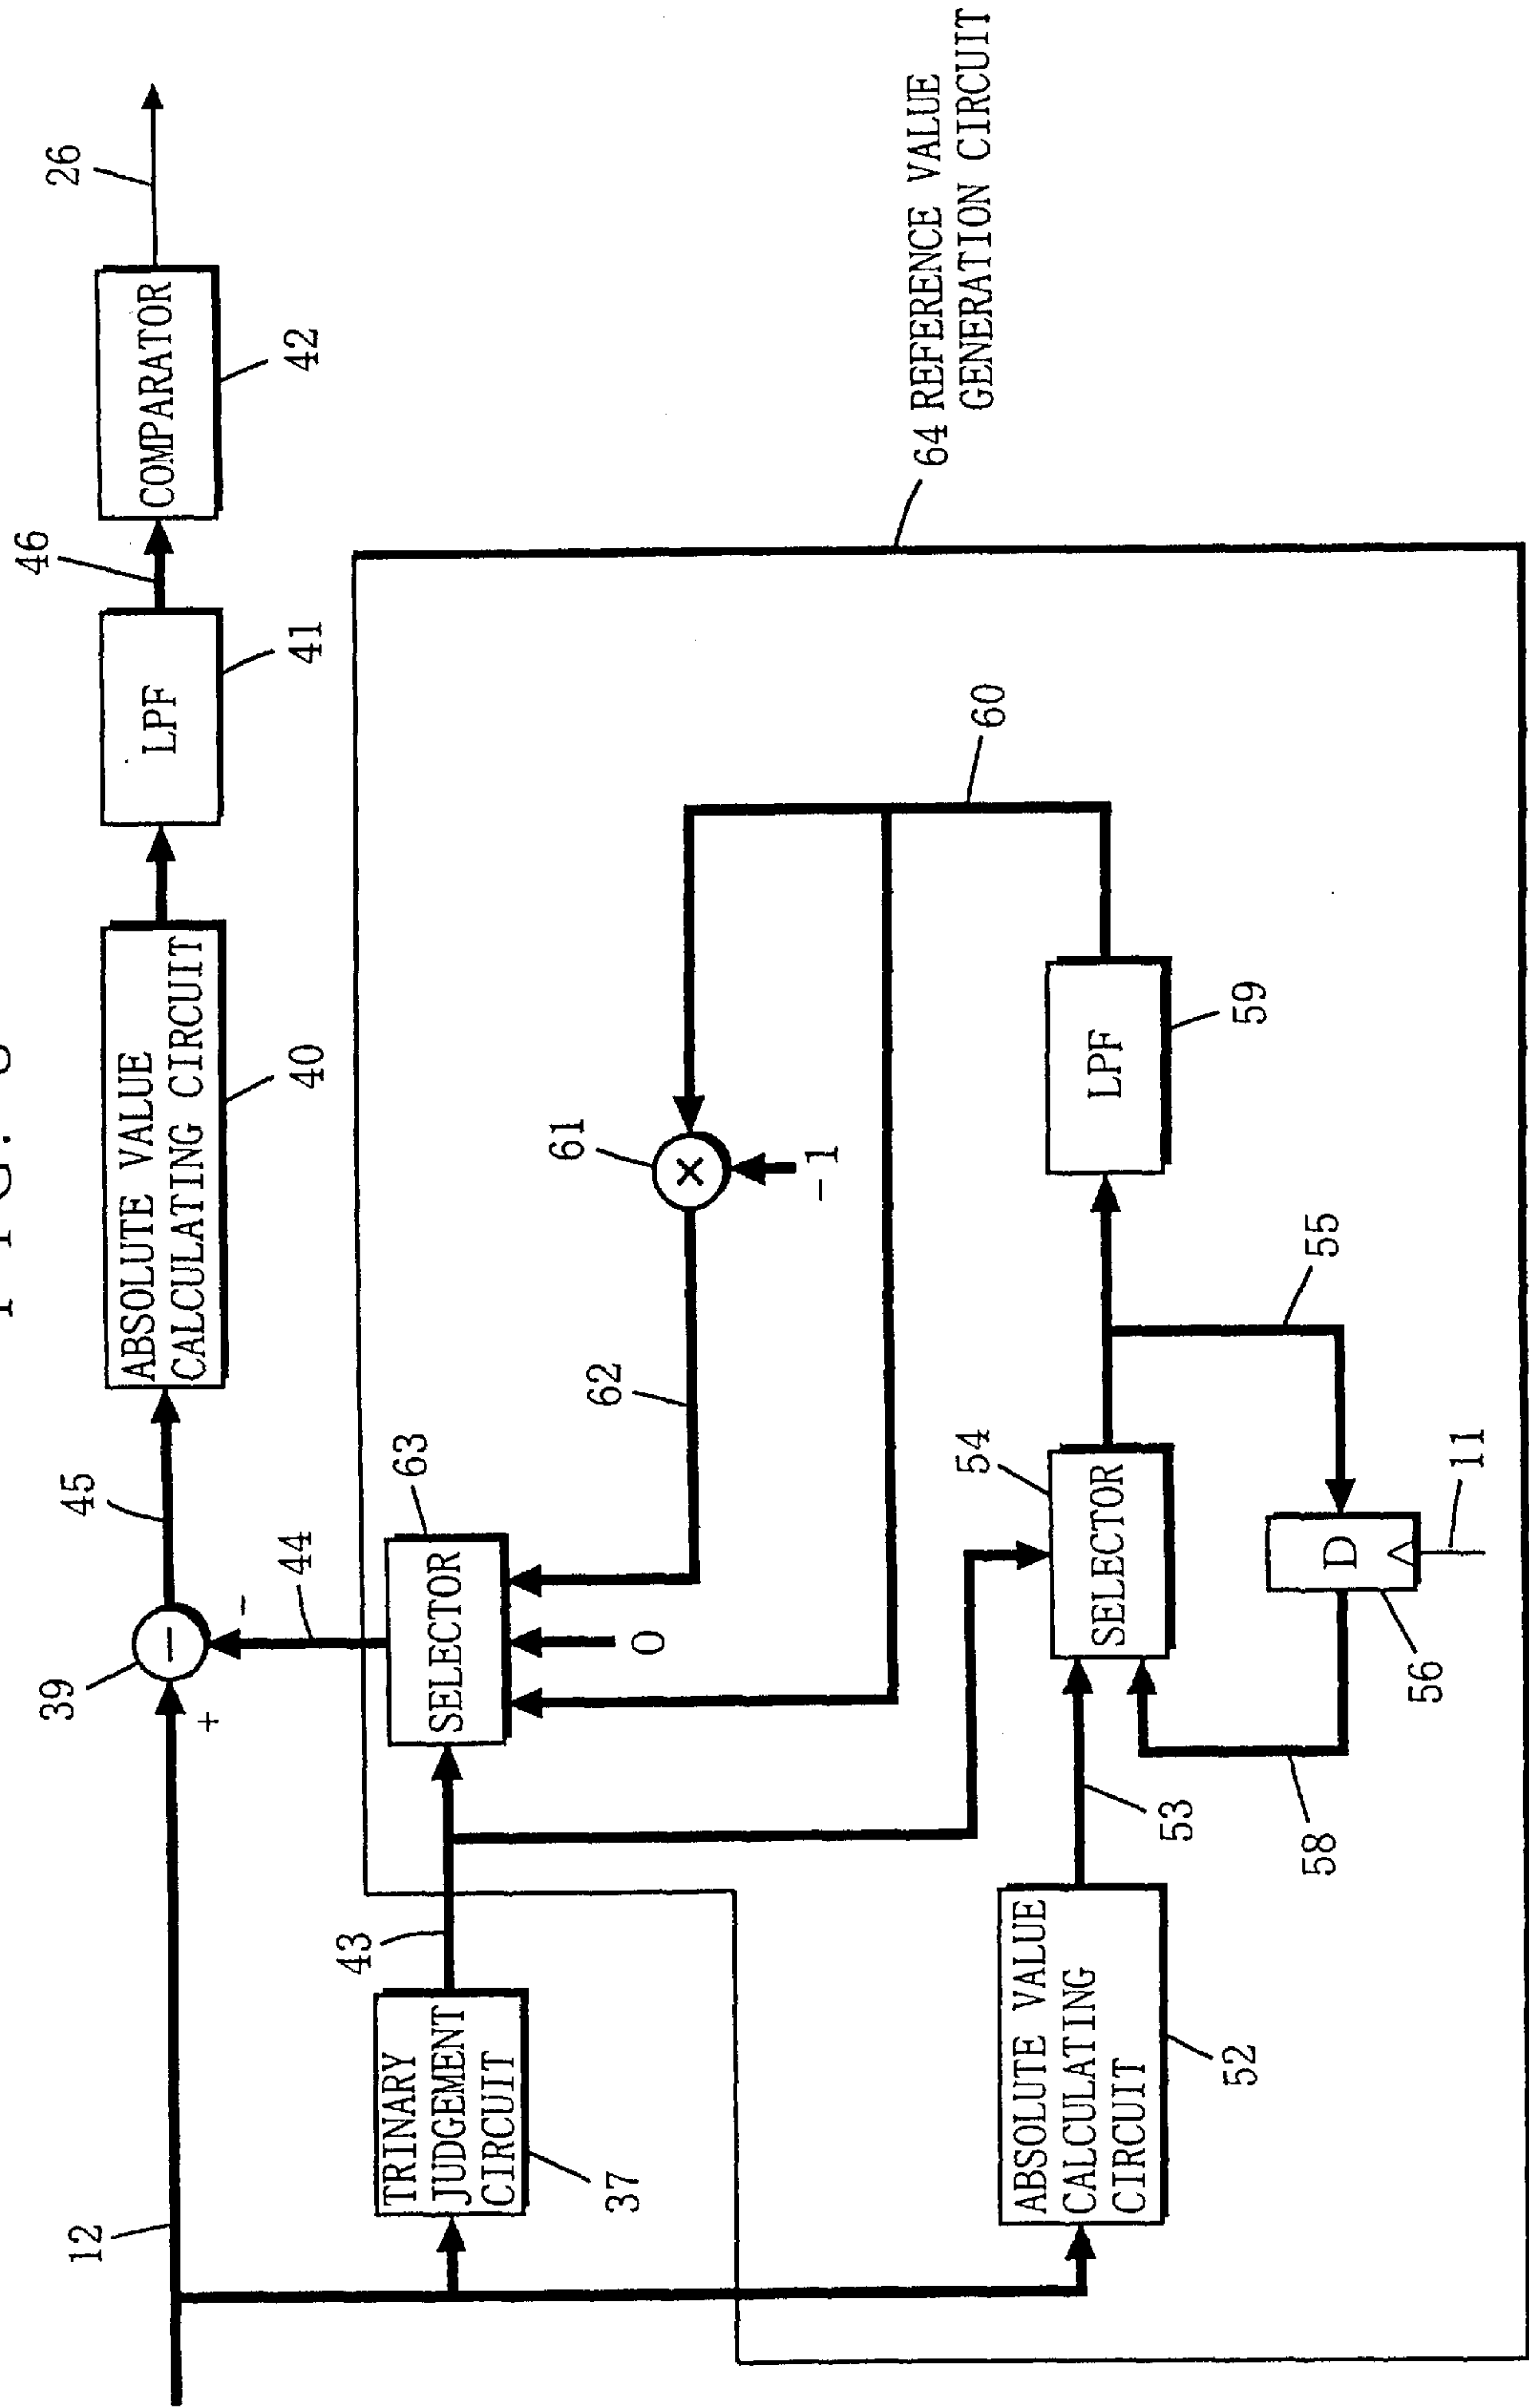 12
39
+
-
45
ABSOLUTE VALUE
CALCULATING CIRCUIT
40
LPF
41
46
COMPARATOR
42
26
TRINARY
JUDGEMENT
CIRCUIT
37
43
44
SELECTOR
63
0
62
61
×
-1
60
64 REFERENCE VALUE
GENERATION CIRCUIT
ABSOLUTE VALUE
CALCULATING
CIRCUIT
52
53
SELECTOR
54
55
LPF
59
58
D
56
11